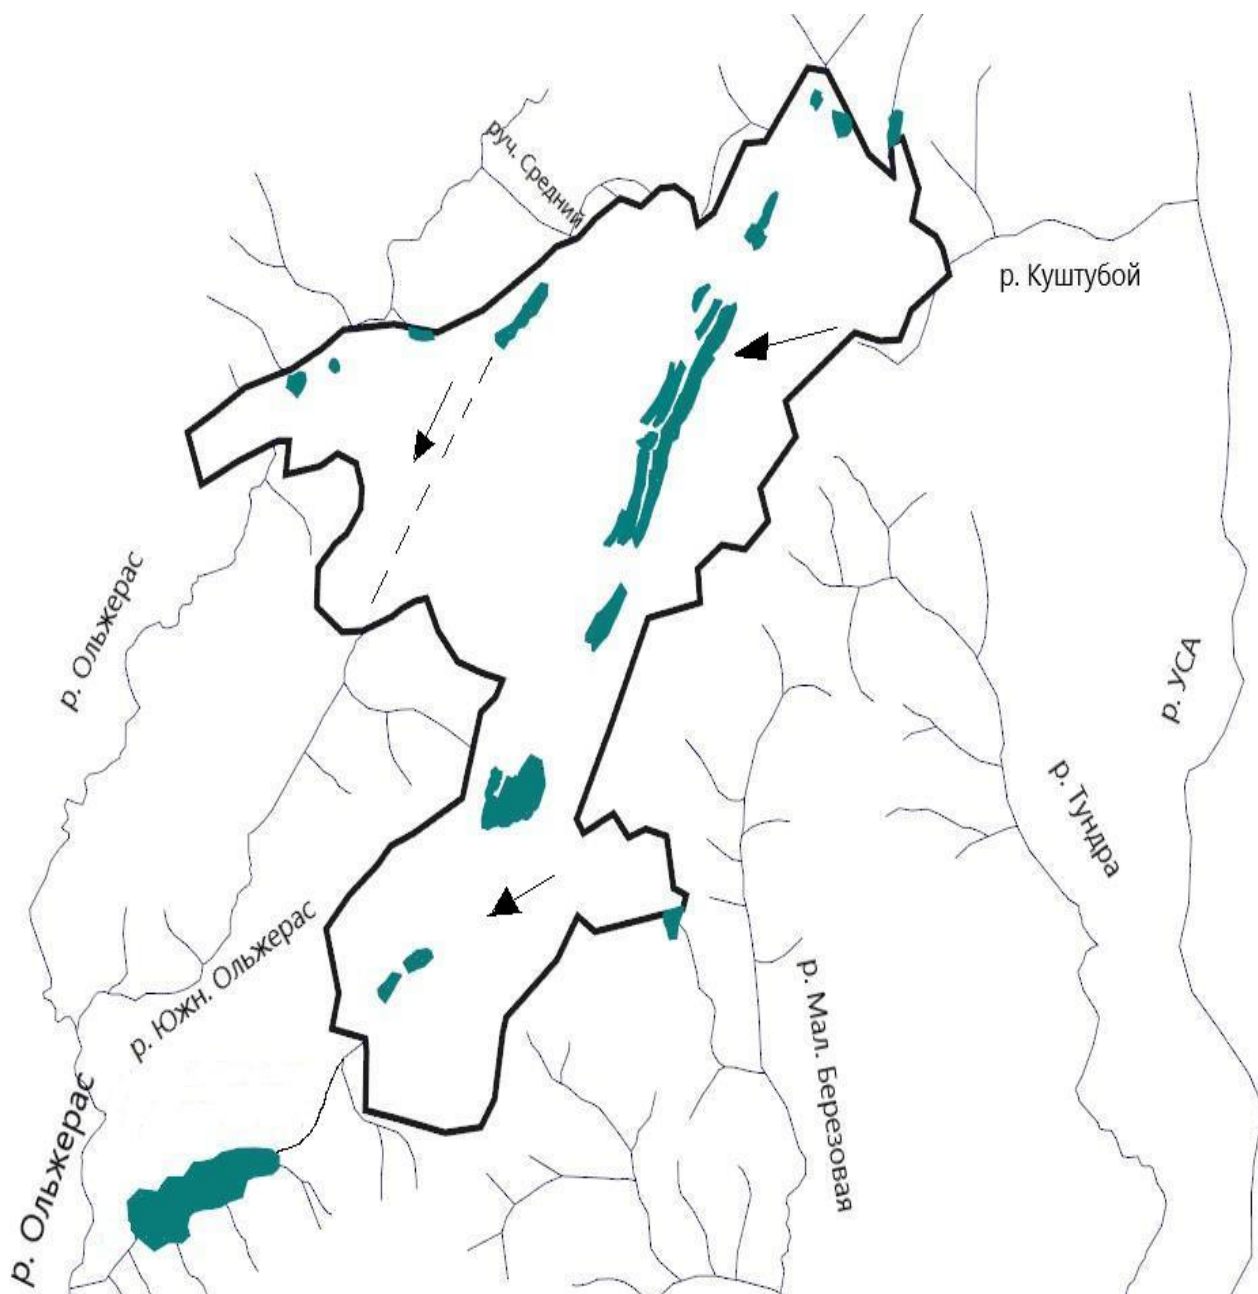 руч. Средний
р. Куштубой
р. Ольжерас
р. УСА
р. Тундра
р. Южн. Ольжерас
р. Мал. Березовая
р. Ольжерас